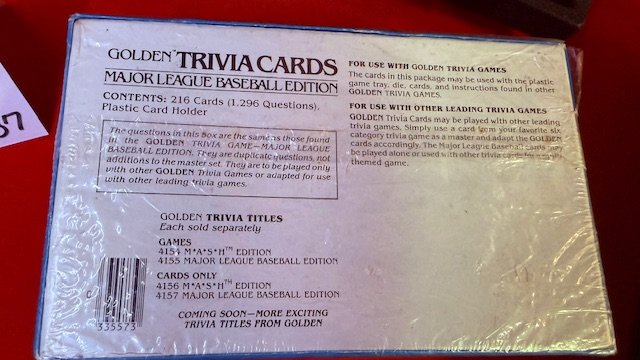 GOLDEN™ TRIVIA CARDS
MAJOR LEAGUE BASEBALL EDITION
CONTENTS: 216 Cards (1,296 Questions),
Plastic Card Holder
The questions in this Box are the same as those found
in the GOLDEN TRIVIA GAME—MAJOR LEAGUE
BASEBALL EDITION. They are duplicate questions, not
additions to the master set. They are to be played only
with other GOLDEN Trivia Games or adapted for use
with other leading trivia games.
GOLDEN TRIVIA TITLES
Each sold separately
GAMES
4154 M*A*S*H™ EDITION
4155 MAJOR LEAGUE BASEBALL EDITION
CARDS ONLY
4156 M*A*S*H™ EDITION
4157 MAJOR LEAGUE BASEBALL EDITION
COMING SOON—MORE EXCITING
TRIVIA TITLES FROM GOLDEN
335573
FOR USE WITH GOLDEN TRIVIA GAMES
The cards in this package may be used with the plastic
game tray, die, cards, and instructions found in other
GOLDEN TRIVIA GAMES.
FOR USE WITH OTHER LEADING TRIVIA GAMES
GOLDEN Trivia Cards may be played with other leading
trivia games. Simply use a card from your favorite six
category trivia game as a master and adapt the GOLDEN
cards accordingly. The Major League Baseball cards may
be played alone or used with other trivia cards for a
themed game.
37